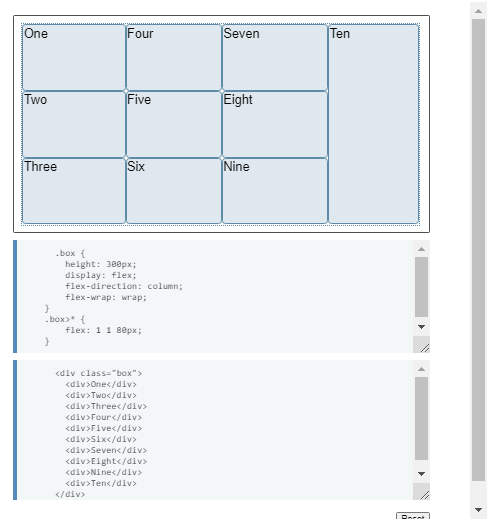 One Four Seven Ten
Two Five Eight
Three Six Nine
.box {
height: 300px;
display: flex;
flex-direction: column;
flex-wrap: wrap;
}
.box>* {
flex: 1 1 80px;
}
<div class="box">
<div>One</div>
<div>Two</div>
<div>Three</div>
<div>Four</div>
<div>Five</div>
<div>Six</div>
<div>Seven</div>
<div>Eight</div>
<div>Nine</div>
<div>Ten</div>
</div>
Reset